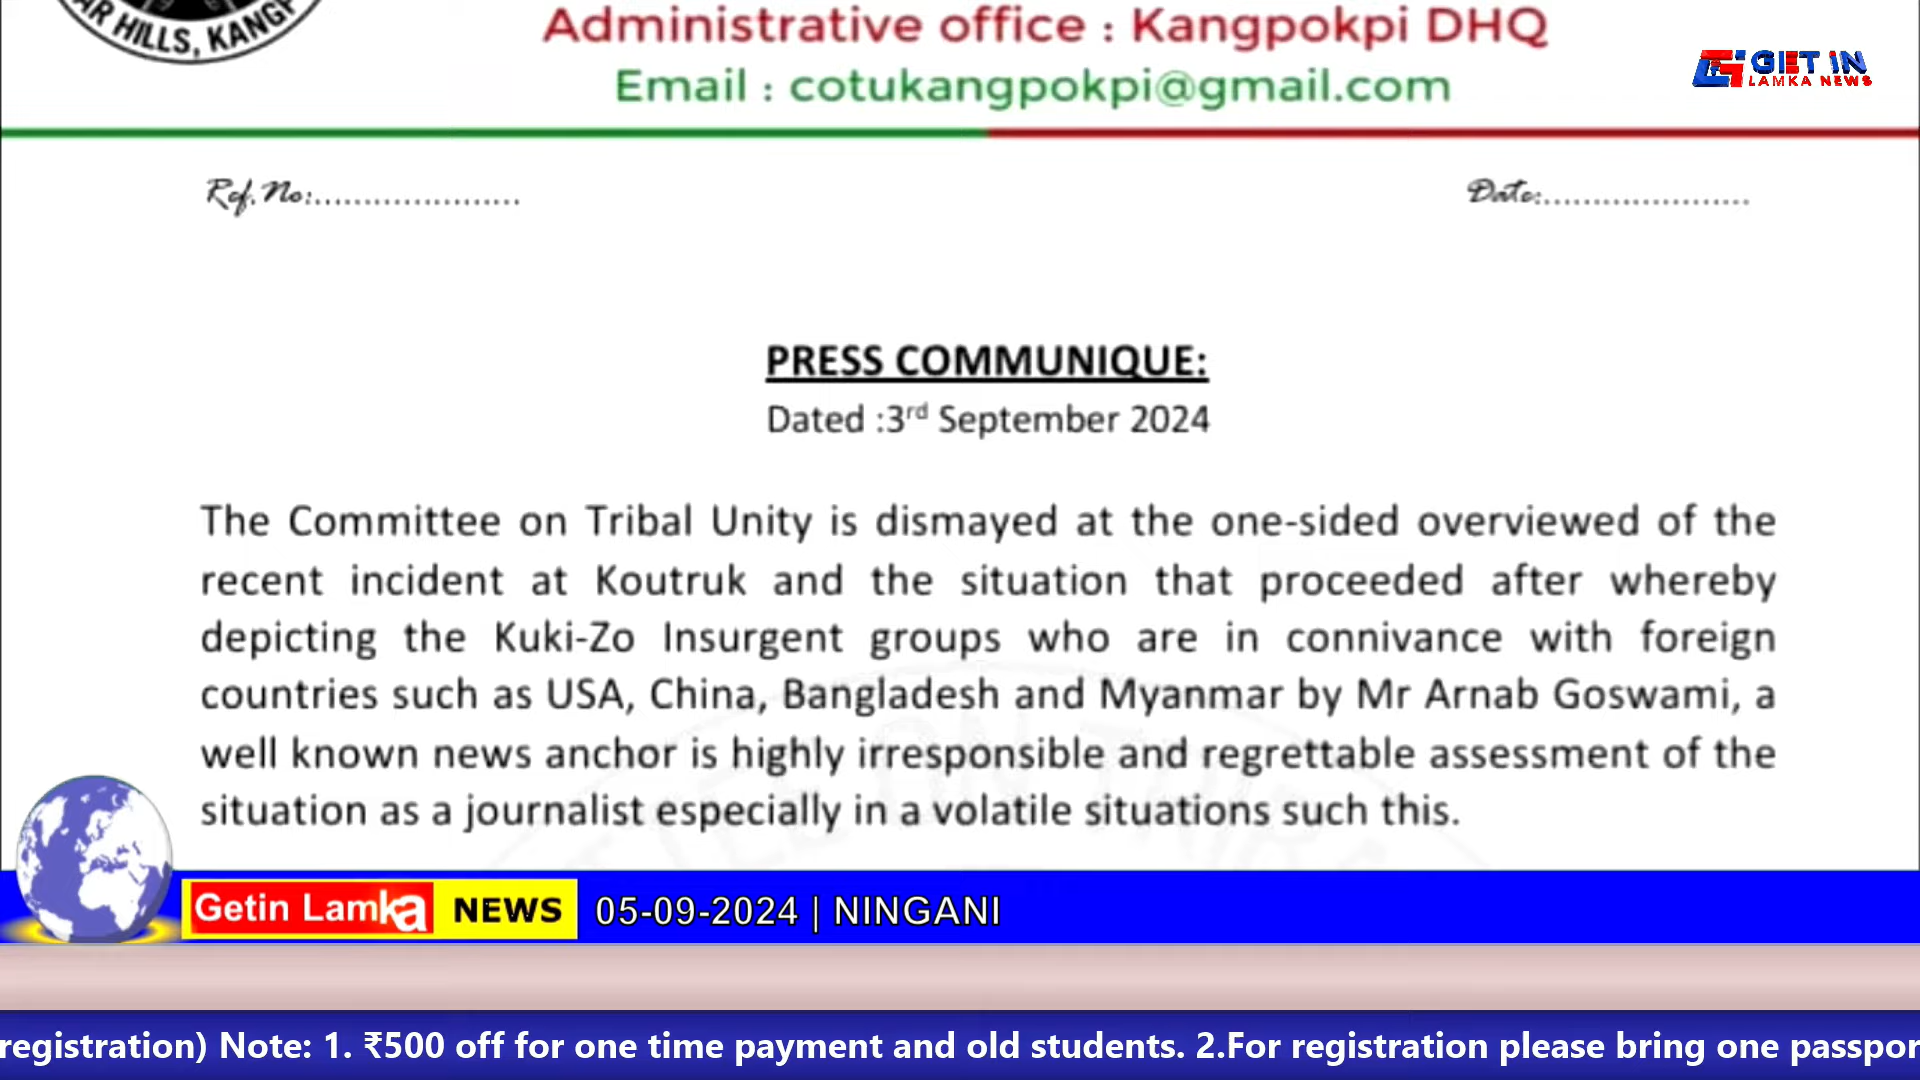 AR HILLS, KANGP
Administrative office : Kangpokpi DHQ
Email : cotukangpokpi@gmail.com
GET IN
LAMKA NEWS
Ref. No:.....................
Date:.....................
PRESS COMMUNIQUE:
Dated :3rd September 2024
The Committee on Tribal Unity is dismayed at the one-sided overviewed of the
recent incident at Koutruk and the situation that proceeded after whereby
depicting the Kuki-Zo Insurgent groups who are in connivance with foreign
countries such as USA, China, Bangladesh and Myanmar by Mr Arnab Goswami, a
well known news anchor is highly irresponsible and regrettable assessment of the
situation as a journalist especially in a volatile situations such this.
Getin Lamka NEWS 05-09-2024 | NINGANI
registration) Note: 1. ₹500 off for one time payment and old students. 2.For registration please bring one passpor